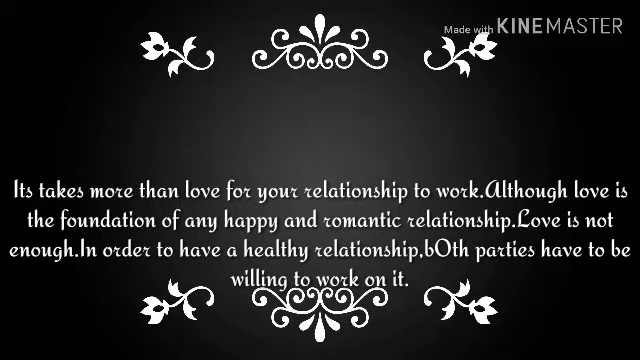 Made with KINEMASTER
Its takes more than love for your relationship to work.Although love is
the foundation of any happy and romantic relationship.Love is not
enough.In order to have a healthy relationship,bOth parties have to be
willing to work on it.